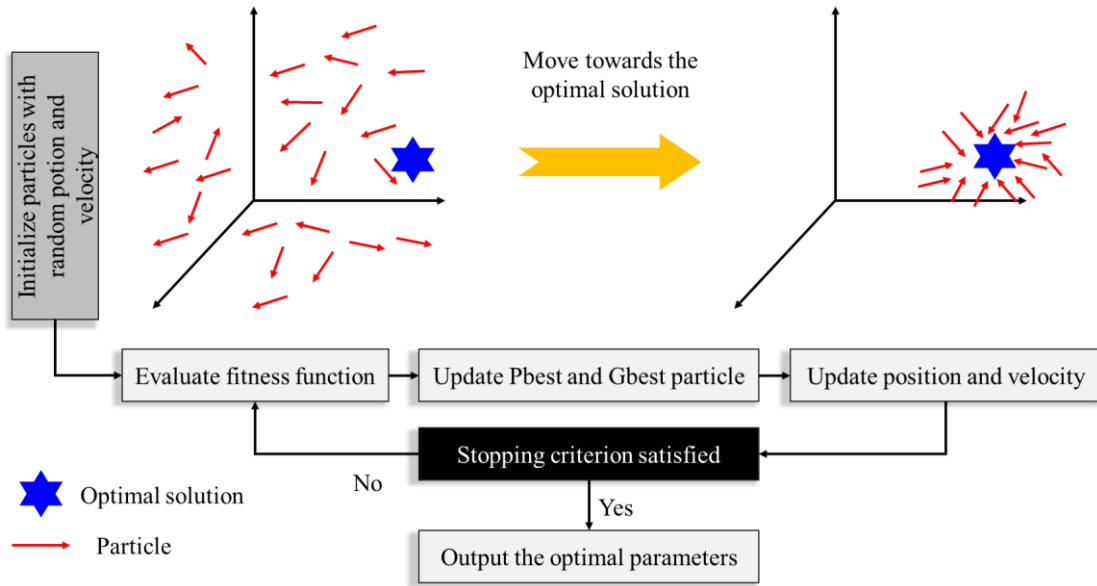 Initialize particles with
random potion and
velocity
Move towards the
optimal solution
Evaluate fitness function
Update Pbest and Gbest particle
Update position and velocity
Stopping criterion satisfied
No
Yes
Optimal solution
Particle
Output the optimal parameters